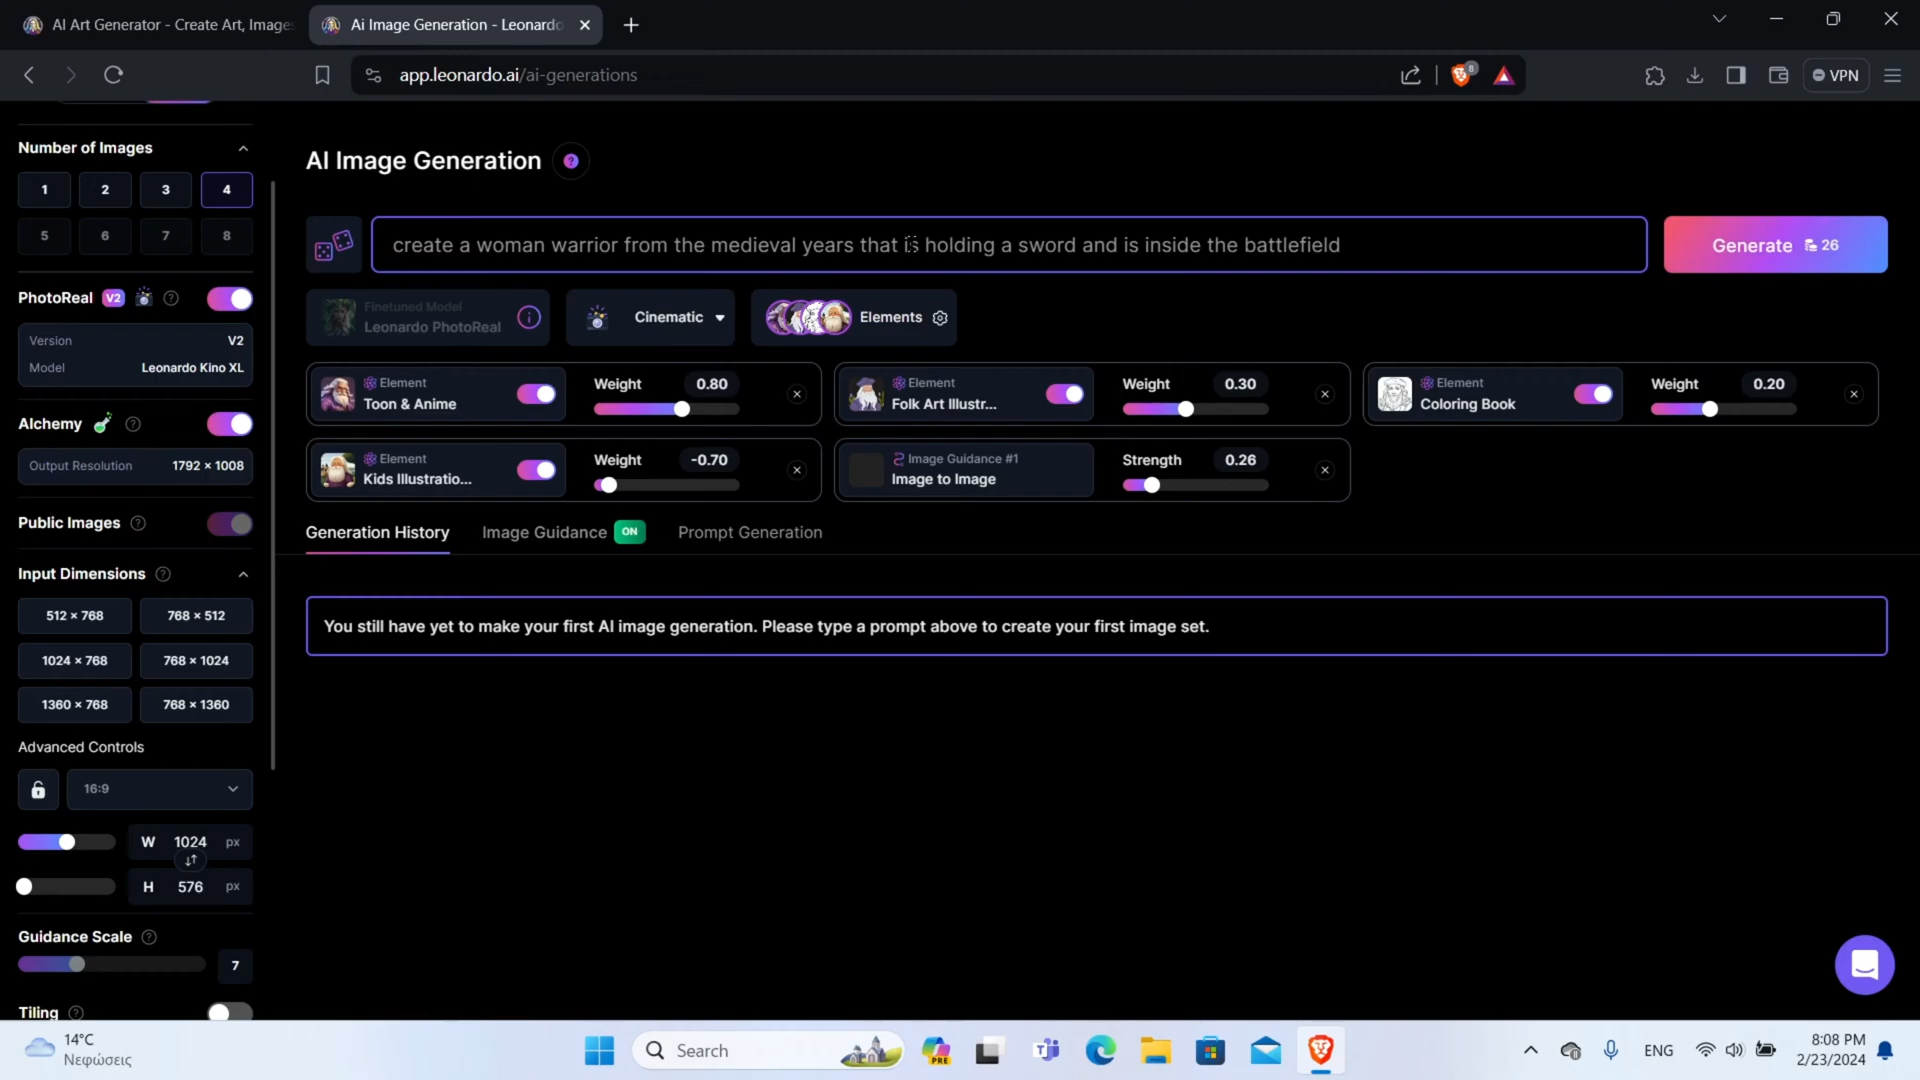 AI Art Generator - Create Art, Images
Ai Image Generation - Leonardo
app.leonardo.ai/ai-generations
8
VPN
Number of Images
1
2
3
4
5
6
7
8
PhotoReal V2
Version V2
Model Leonardo Kino XL
Alchemy
Output Resolution 1792 × 1008
Public Images
Input Dimensions
512 × 768
768 × 512
1024 × 768
768 × 1024
1360 × 768
768 × 1360
Advanced Controls
16:9
W 1024 px
H 576 px
Guidance Scale
7
Tiling
AI Image Generation
create a woman warrior from the medieval years that is holding a sword and is inside the battlefield
Generate 26
Finetuned Model
Leonardo PhotoReal
Cinematic
Elements
Element
Toon & Anime
Weight 0.80
Element
Folk Art Illustr...
Weight 0.30
Element
Coloring Book
Weight 0.20
Element
Kids Illustratio...
Weight -0.70
Image Guidance #1
Image to Image
Strength 0.26
Generation History
Image Guidance ON
Prompt Generation
You still have yet to make your first AI image generation. Please type a prompt above to create your first image set.
14°C
Νεφώσεις
Search
PRE
ENG
8:08 PM
2/23/2024